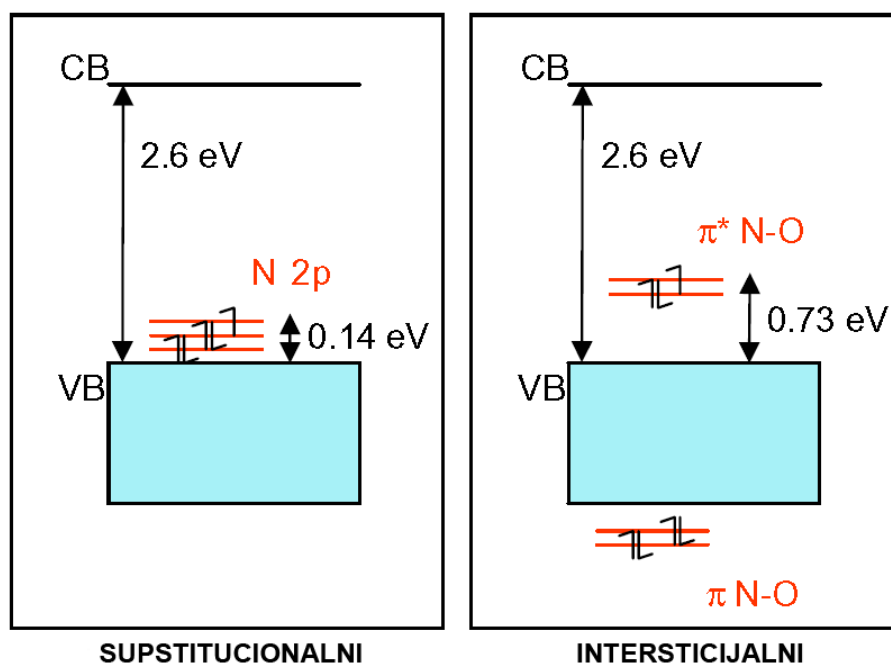 CB
2.6 eV
N 2p
0.14 eV
VB
SUPSTITUCIONALNI
CB
2.6 eV
π* N-O
0.73 eV
VB
π N-O
INTERSTICIJALNI